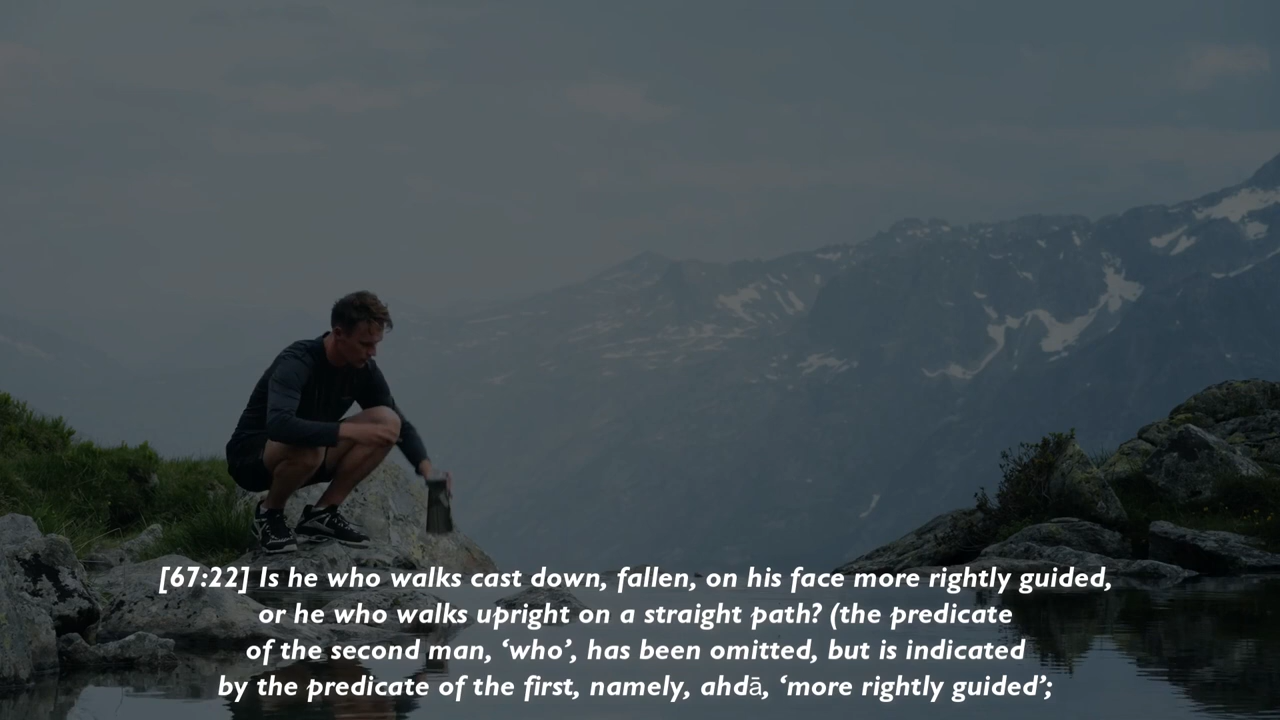 [67:22] Is he who walks cast down, fallen, on his face more rightly guided,
or he who walks upright on a straight path? (the predicate
of the second man, ‘who’, has been omitted, but is indicated
by the predicate of the first, namely, ahdā, ‘more rightly guided’;